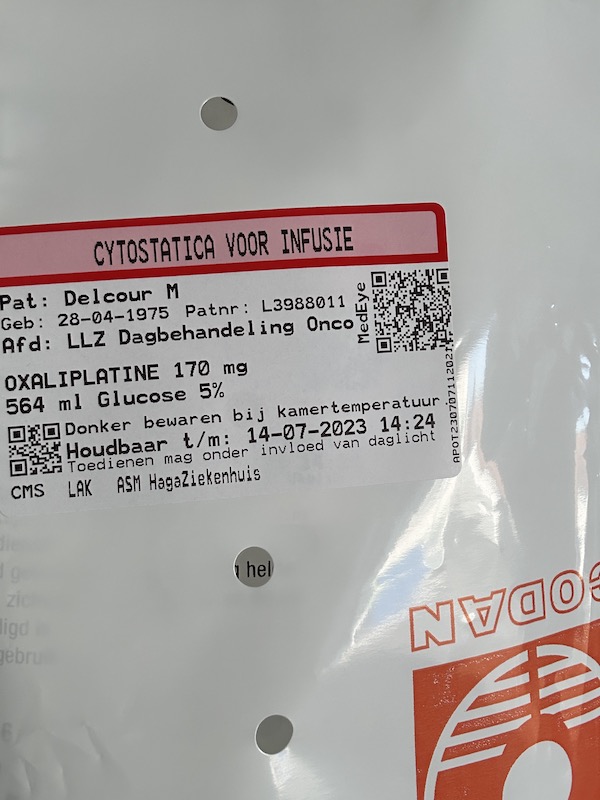 CYTOSTATICA VOOR INFUSIE
Pat: Delcour M
Geb: 28-04-1975 Patnr: L3988011
Afd: LLZ Dagbehandeling Onco
MedEye
OXALIPLATINE 170 mg
564 ml Glucose 5%
Donker bewaren bij kamertemperatuur.
Houdbaar t/m: 14-07-2023 14:24
Toedienen mag onder invloed van daglicht
CMS LAK ASM HagaZiekenhuis
hel
ODAN